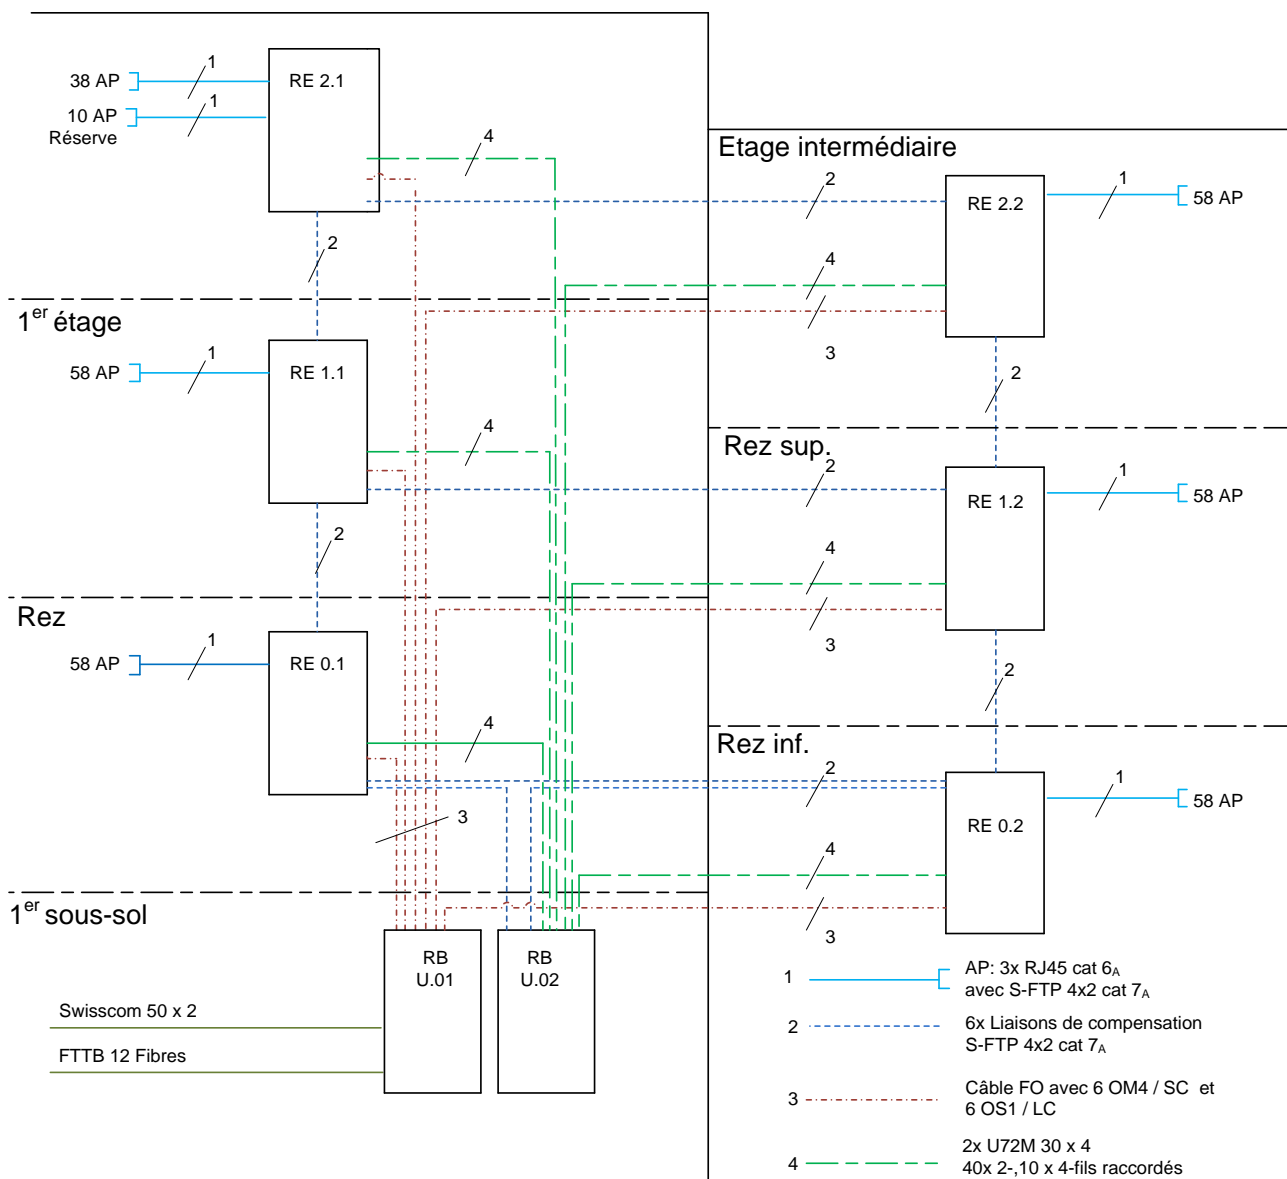 38 AP
1
RE 2.1
10 AP
Réserve
1
4
Etage intermédiaire
2
RE 2.2
1
58 AP
2
4
3
1er étage
58 AP
1
RE 1.1
2
4
Rez sup.
2
RE 1.2
1
58 AP
2
4
3
Rez
58 AP
1
RE 0.1
2
4
Rez inf.
2
RE 0.2
1
58 AP
3
4
3
1er sous-sol
RB
U.01
RB
U.02
Swisscom 50 x 2
FTTB 12 Fibres
1
AP: 3x RJ45 cat 6A
avec S-FTP 4x2 cat 7A
2
6x Liaisons de compensation
S-FTP 4x2 cat 7A
3
Câble FO avec 6 OM4 / SC et
6 OS1 / LC
4
2x U72M 30 x 4
40x 2-,10 x 4-fils raccordés